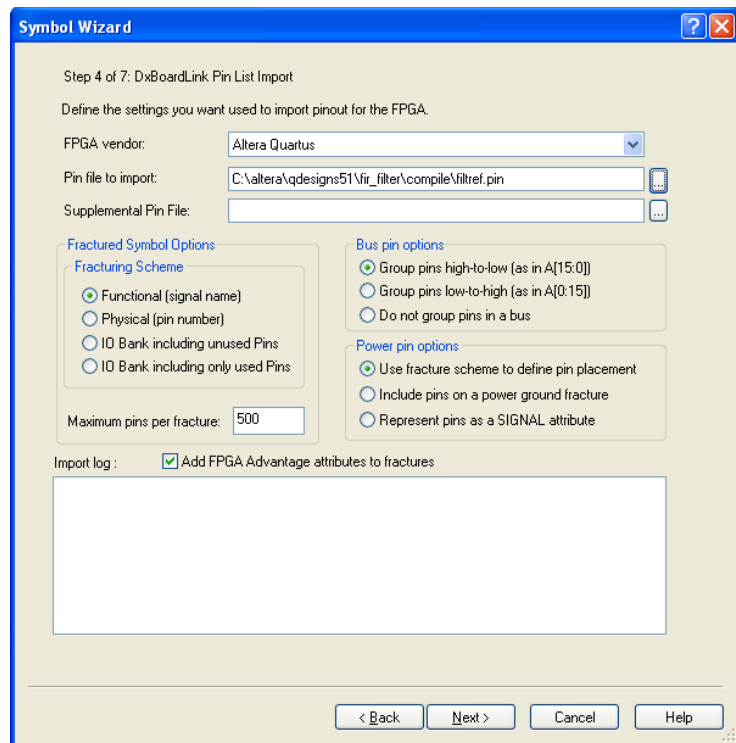 Symbol Wizard
Step 4 of 7: DxBoardLink Pin List Import
Define the settings you want used to import pinout for the FPGA.
FPGA vendor: Altera Quartus
Pin file to import: C:\altera\qdesigns51\fir_filter\compile\filtref.pin ...
Supplemental Pin File: ...
Fractured Symbol Options
Fracturing Scheme
Functional (signal name)
Physical (pin number)
IO Bank including unused Pins
IO Bank including only used Pins
Maximum pins per fracture: 500
Bus pin options
Group pins high-to-low (as in A[15:0])
Group pins low-to-high (as in A[0:15])
Do not group pins in a bus
Power pin options
Use fracture scheme to define pin placement
Include pins on a power ground fracture
Represent pins as a SIGNAL attribute
Import log : Add FPGA Advantage attributes to fractures
< Back Next > Cancel Help